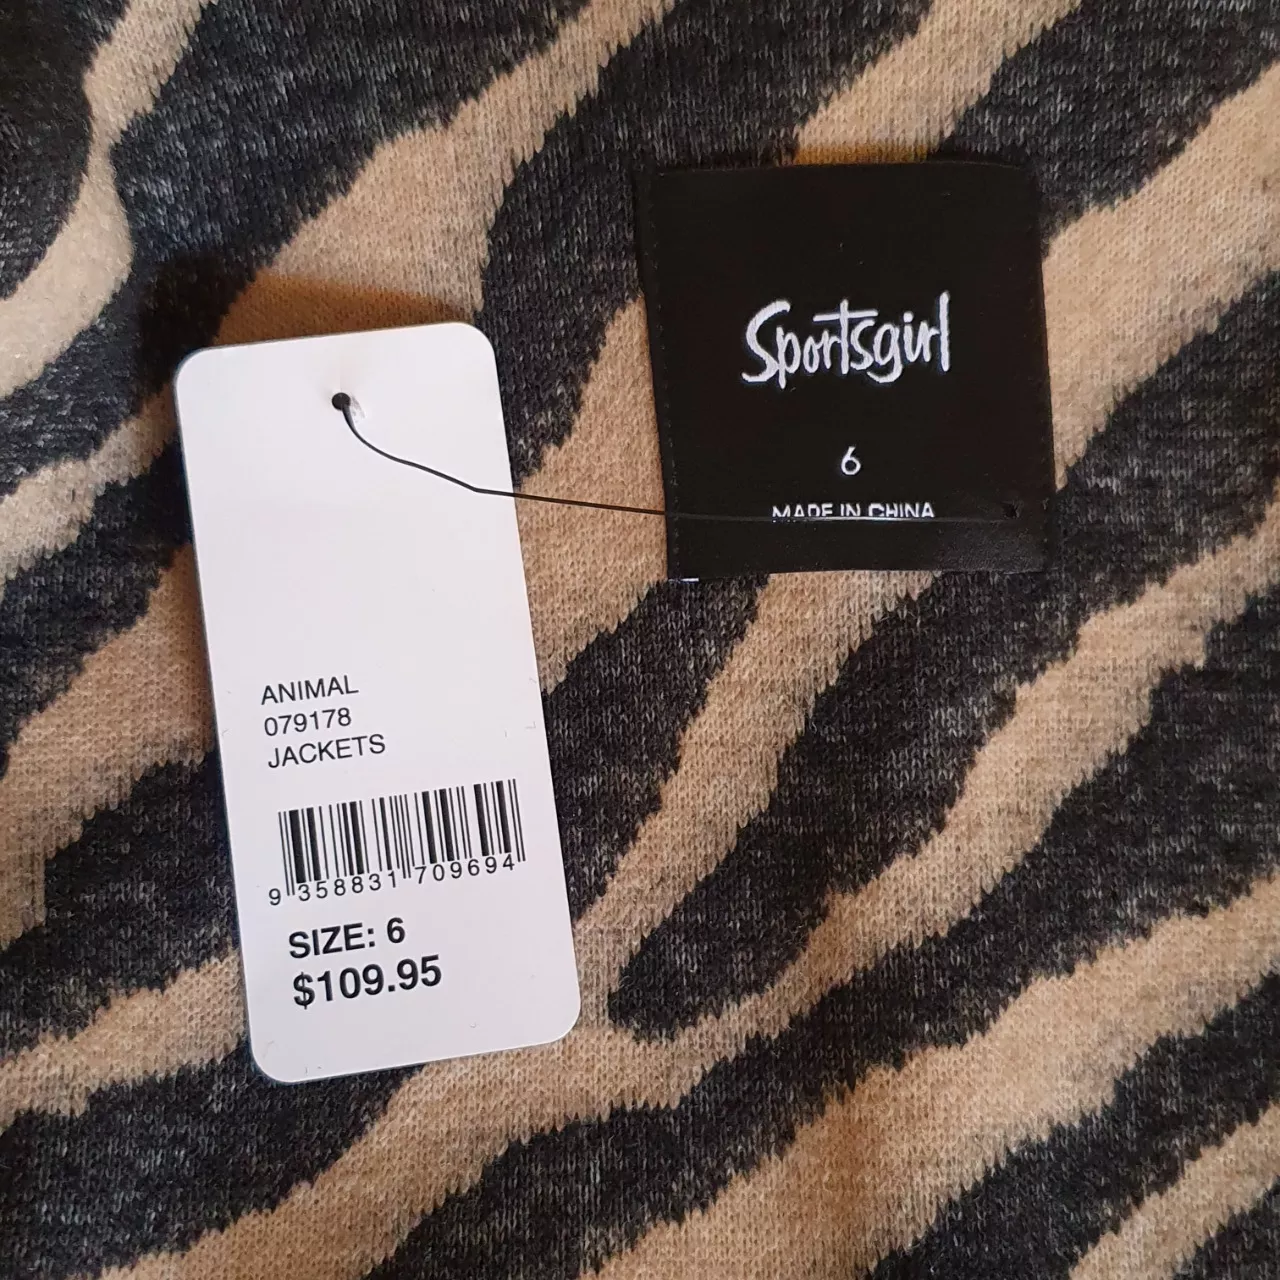 Sportsgirl
6
MADE IN CHINA
ANIMAL
079178
JACKETS
9 358831 709694
SIZE: 6
$109.95